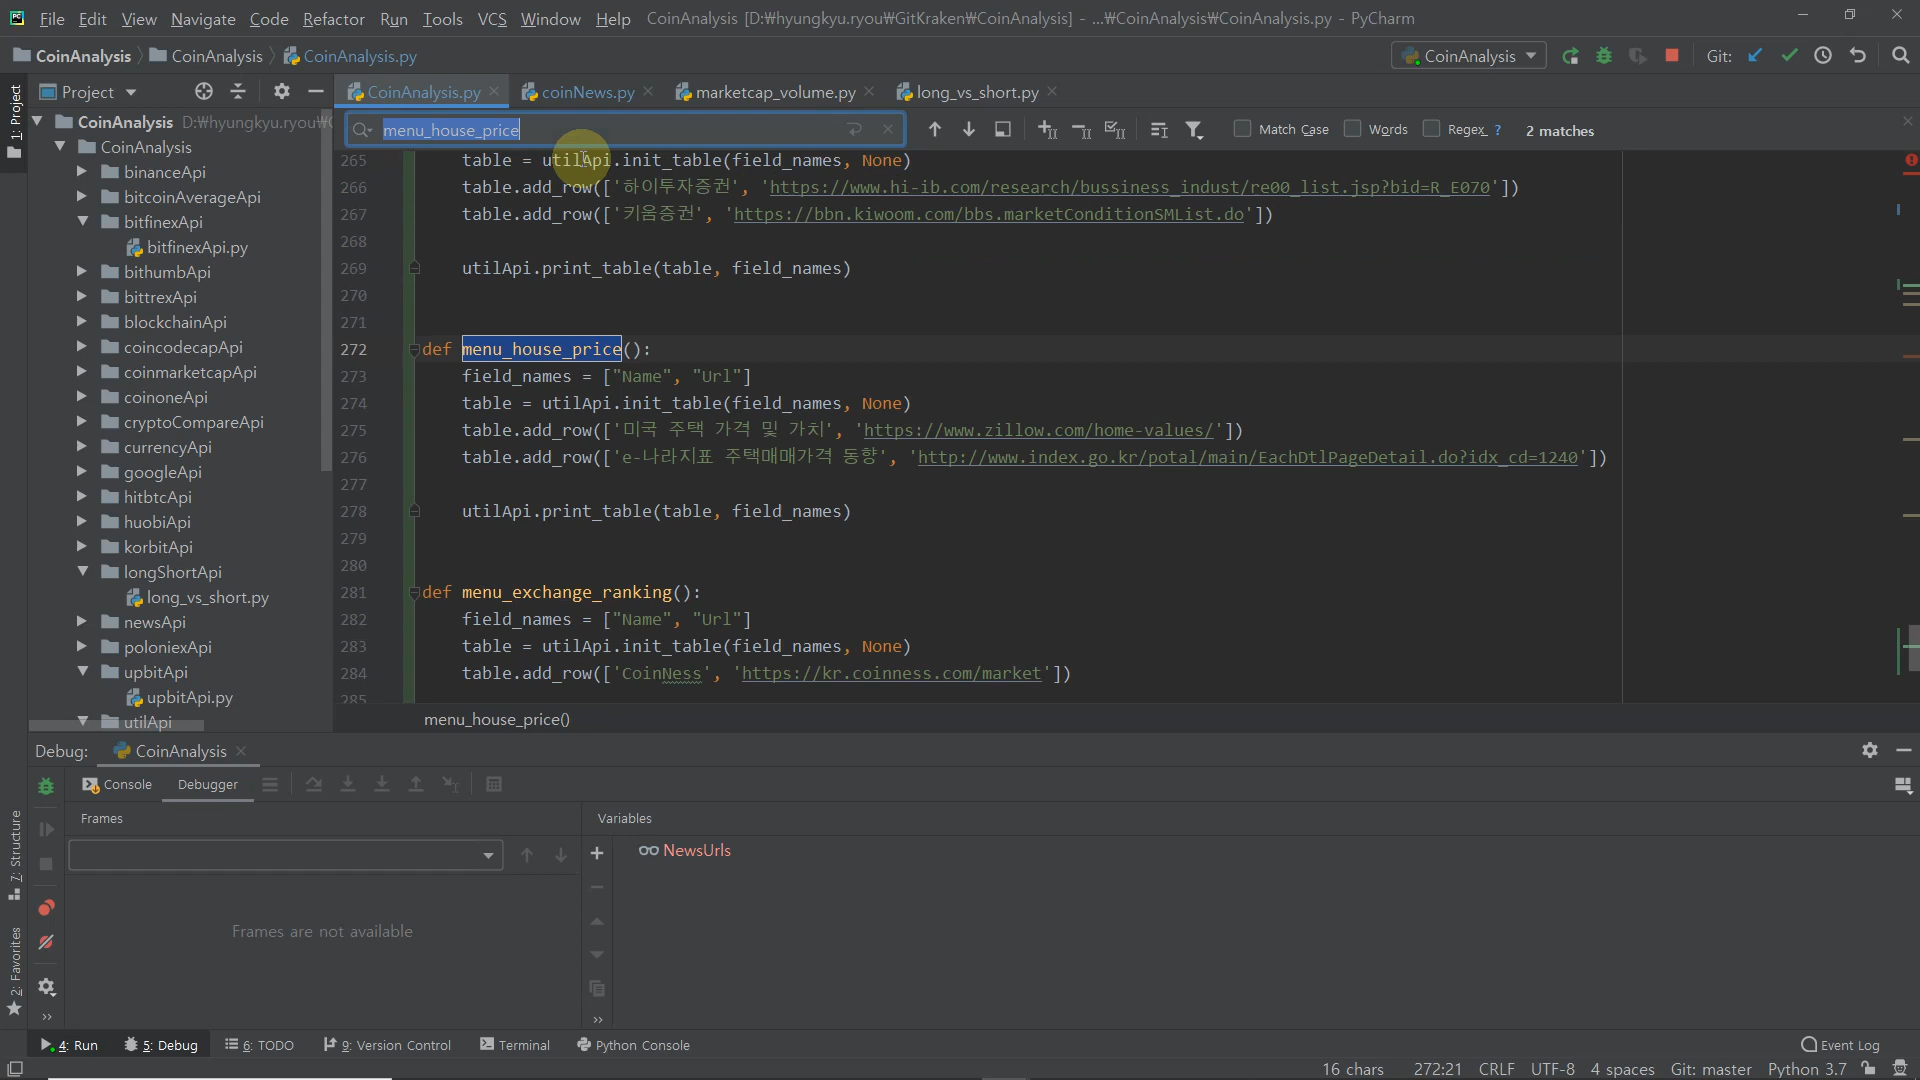 File Edit View Navigate Code Refactor Run Tools VCS Window Help CoinAnalysis [D:₩hyungkyu.ryou₩GitKraken₩CoinAnalysis] - ...₩CoinAnalysis₩CoinAnalysis.py - PyCharm
CoinAnalysis CoinAnalysis CoinAnalysis.py CoinAnalysis Git:
Project CoinAnalysis.py coinNews.py marketcap_volume.py long_vs_short.py
1: Project
CoinAnalysis D:₩hyungkyu.ryou₩
CoinAnalysis
binanceApi
bitcoinAverageApi
bitfinexApi
bitfinexApi.py
bithumbApi
bittrexApi
blockchainApi
coincodecapApi
coinmarketcapApi
coinoneApi
cryptoCompareApi
currencyApi
googleApi
hitbtcApi
huobiApi
korbitApi
longShortApi
long_vs_short.py
newsApi
poloniexApi
upbitApi
upbitApi.py
utilApi
menu_house_price Match Case Words Regex ? 2 matches
265 table = utilApi.init_table(field_names, None)
266 table.add_row(['하이투자증권', 'https://www.hi-ib.com/research/bussiness_indust/re00_list.jsp?bid=R_E070'])
267 table.add_row(['키움증권', 'https://bbn.kiwoom.com/bbs.marketConditionSMList.do'])
268
269 utilApi.print_table(table, field_names)
270
271
272 def menu_house_price():
273 field_names = ["Name", "Url"]
274 table = utilApi.init_table(field_names, None)
275 table.add_row(['미국 주택 가격 및 가치', 'https://www.zillow.com/home-values/'])
276 table.add_row(['e-나라지표 주택매매가격 동향', 'http://www.index.go.kr/potal/main/EachDtlPageDetail.do?idx_cd=1240'])
277
278 utilApi.print_table(table, field_names)
279
280
281 def menu_exchange_ranking():
282 field_names = ["Name", "Url"]
283 table = utilApi.init_table(field_names, None)
284 table.add_row(['CoinNess', 'https://kr.coinness.com/market'])
285
menu_house_price()
Debug: CoinAnalysis
Console Debugger
Frames Variables
NewsUrls
Frames are not available
7: Structure
2: Favorites
4: Run 5: Debug 6: TODO 9: Version Control Terminal Python Console Event Log
16 chars 272:21 CRLF UTF-8 4 spaces Git: master Python 3.7